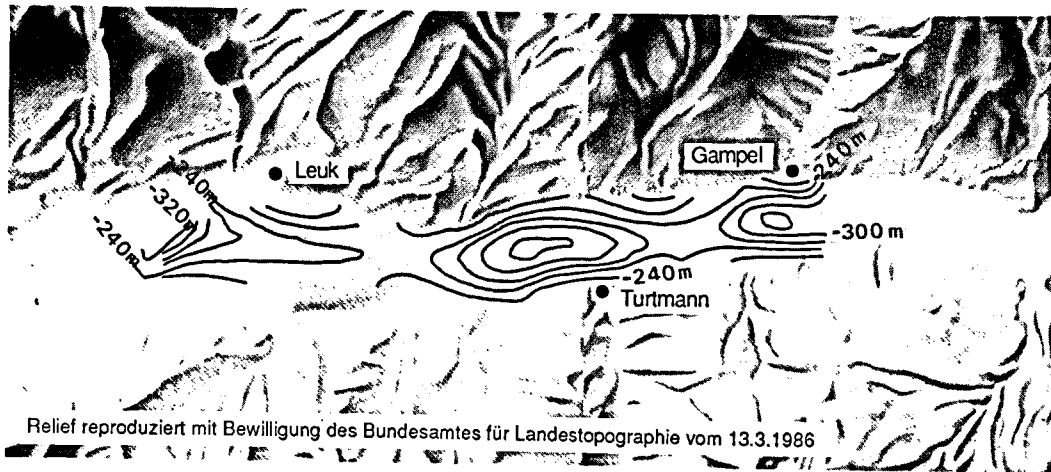 Gampel
-240m
Leuk
-240m
-320m
-240m
-300m
-240m
Turtmann
Relief reproduziert mit Bewilligung des Bundesamtes für Landestopographie vom 13.3.1986